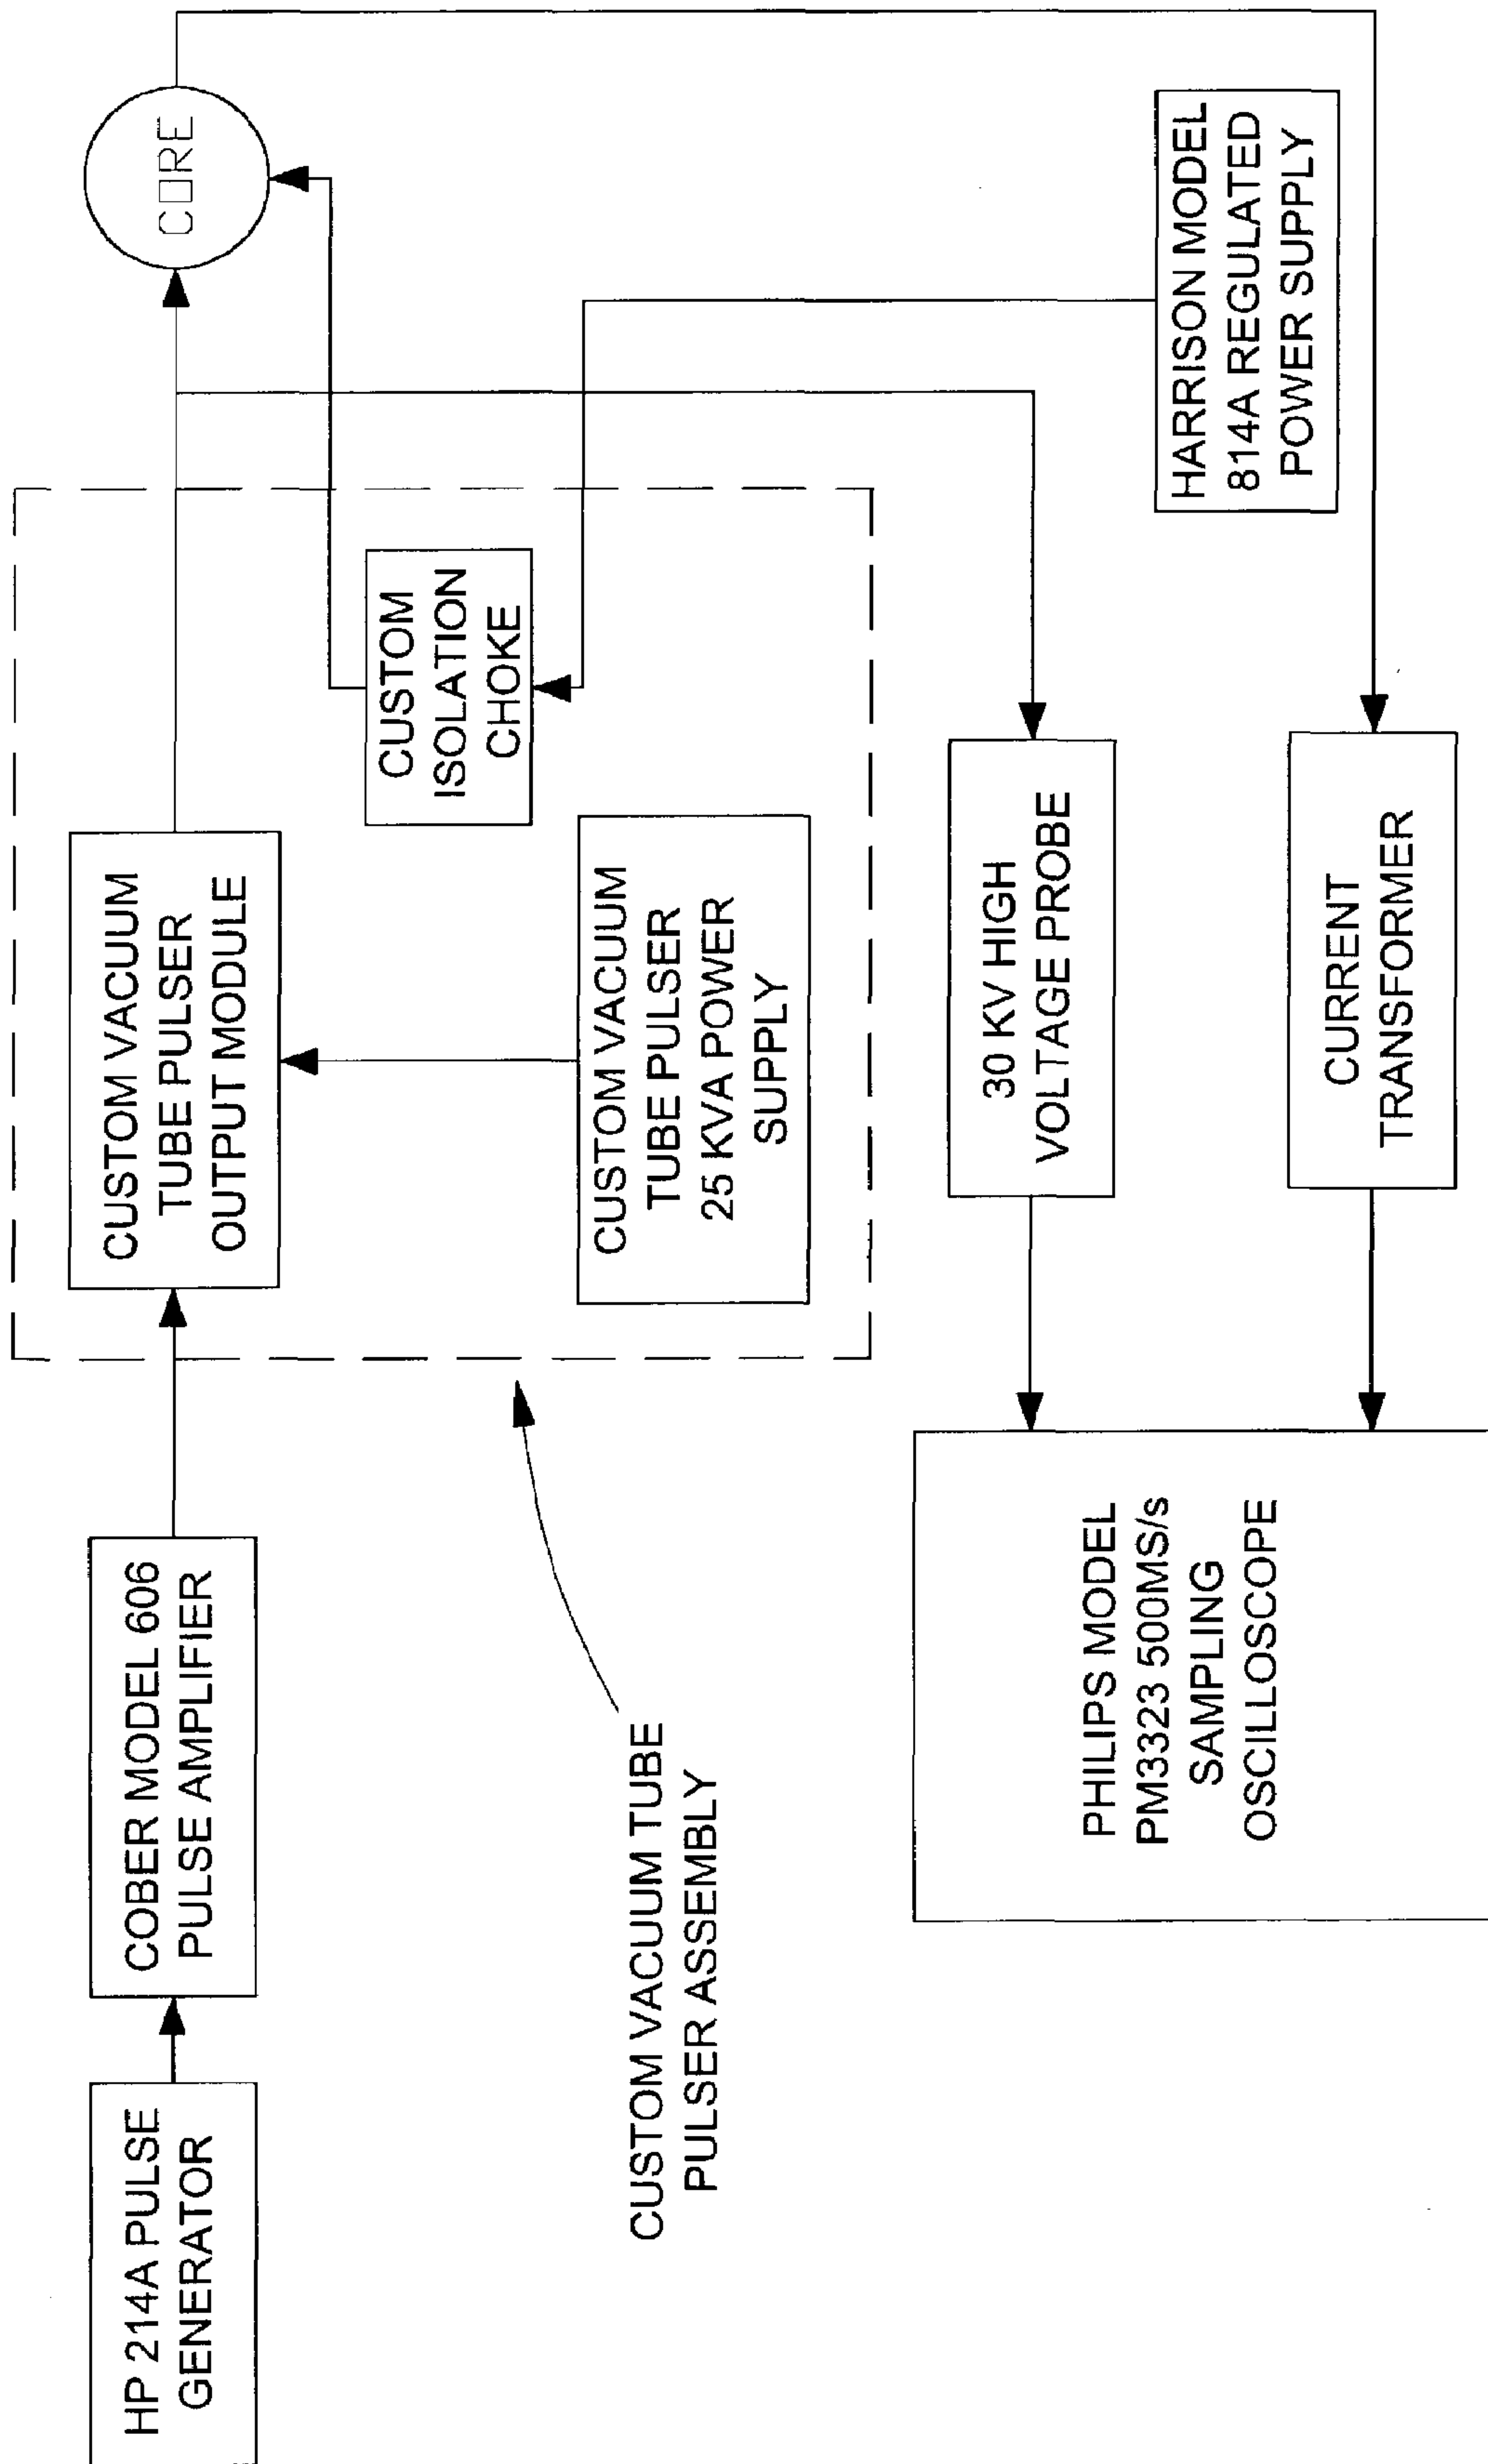 HP 214A PULSE
GENERATOR
COBER MODEL 606
PULSE AMPLIFIER
CUSTOM VACUUM
TUBE PULSER
OUTPUT MODULE
CORE
CUSTOM
ISOLATION
CHOKE
CUSTOM VACUUM
TUBE PULSER
25 KVA POWER
SUPPLY
CUSTOM VACUUM TUBE
PULSER ASSEMBLY
30 KV HIGH
VOLTAGE PROBE
HARRISON MODEL
814A REGULATED
POWER SUPPLY
PHILIPS MODEL
PM3323 500MS/s
SAMPLING
OSCILLOSCOPE
CURRENT
TRANSFORMER